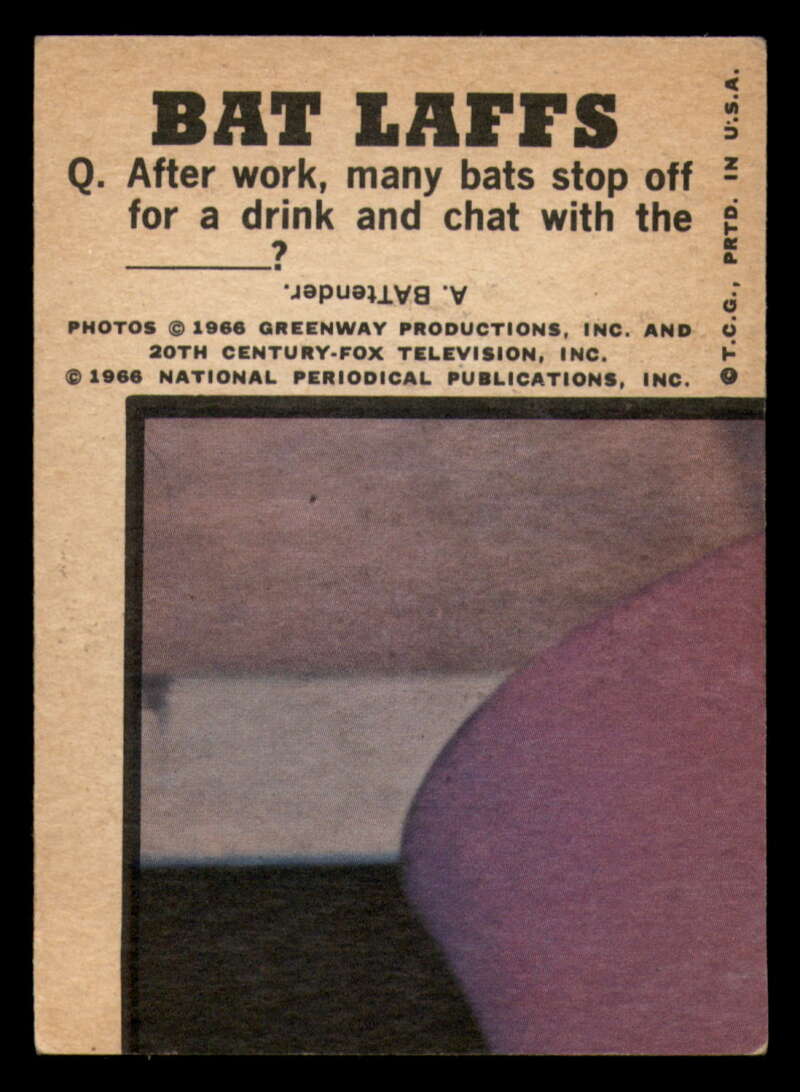 BAT LAFFS
Q. After work, many bats stop off
for a drink and chat with the
________?
A. BATtender.
PHOTOS © 1966 GREENWAY PRODUCTIONS, INC. AND
20TH CENTURY-FOX TELEVISION, INC.
© 1966 NATIONAL PERIODICAL PUBLICATIONS, INC.
© T.C.G., PRTD. IN U.S.A.